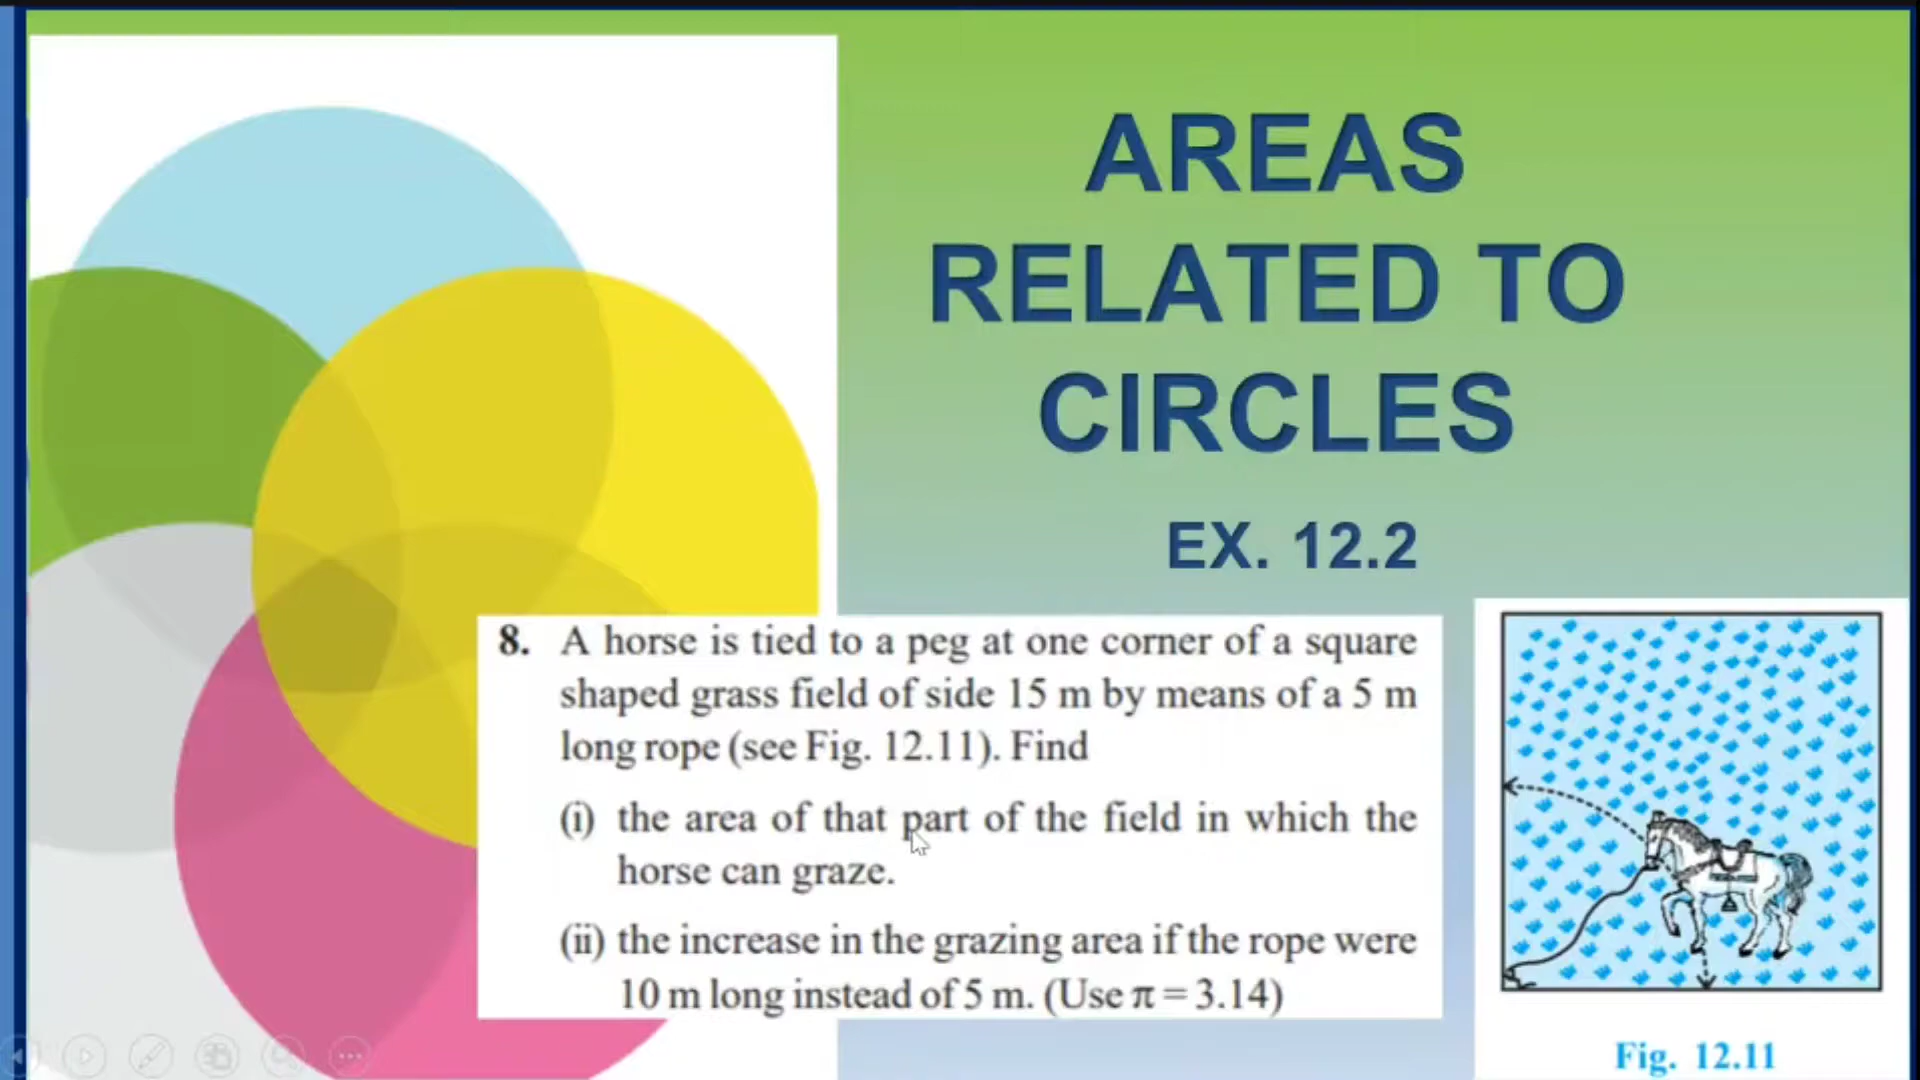 AREAS
RELATED TO
CIRCLES
EX. 12.2
8. A horse is tied to a peg at one corner of a square
shaped grass field of side 15 m by means of a 5 m
long rope (see Fig. 12.11). Find
(i) the area of that part of the field in which the
horse can graze.
(ii) the increase in the grazing area if the rope were
10 m long instead of 5 m. (Use π = 3.14)
Fig. 12.11